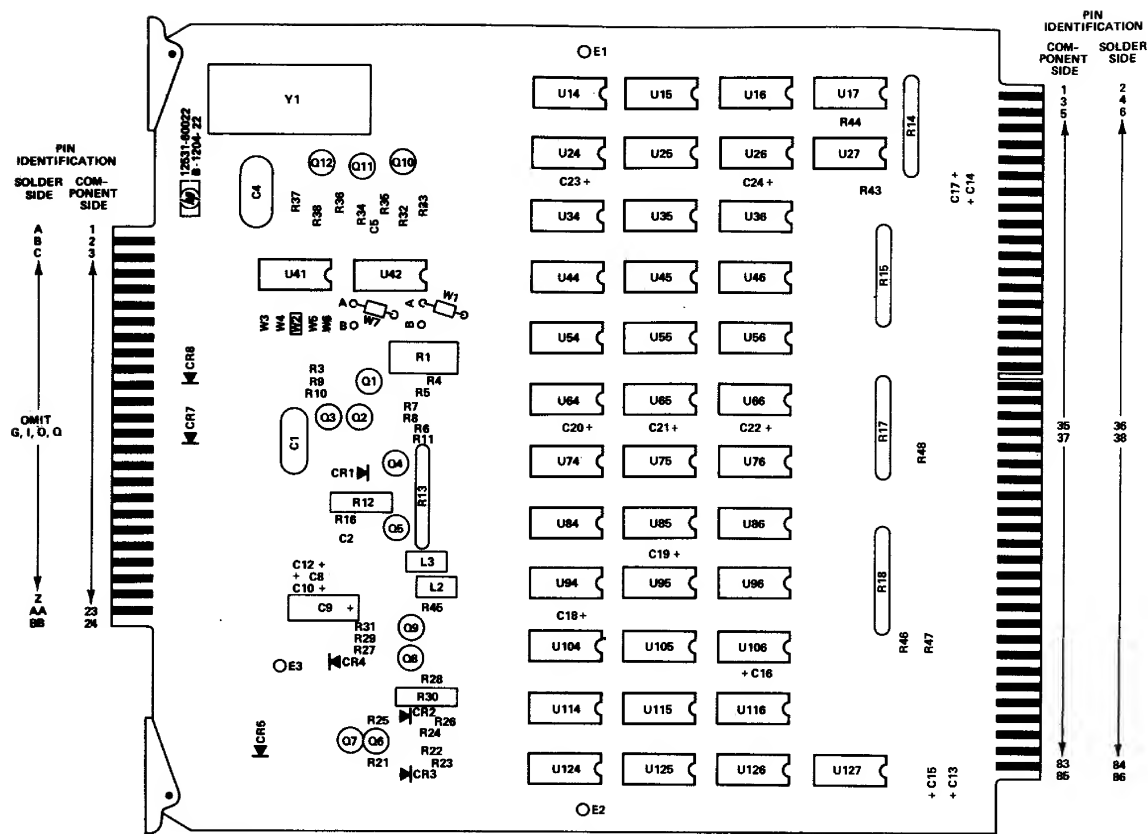 PIN
IDENTIFICATION
COM-
PONENT
SIDE
SOLDER
SIDE
1 2
3 4
5 6
35 36
37 38
83 84
85 86
PIN
IDENTIFICATION
SOLDER
SIDE
COM-
PONENT
SIDE
A 1
B 2
C 3
OMIT
G, I, O, Q
Z
AA 23
BB 24
hp 12631-60022
B-1204-22
E1
Y1
U14 U15 U16 U17
R44
R14
Q12 Q11 Q10
C4
R37 R38 R36 R34 C5 R35 R32 R33
U24 U25 U26 U27
C23 + C24 +
R43
C17 +
+ C14
U34 U35 U36
U41 U42
U44 U45 U46
R15
W3 W4 W2 W5 W6
A W7
B
A W1
B
U54 U55 U56
R1
CR8
R3
R9
R10
Q1
R4
R5
CR7
C1
Q3 Q2
R7
R8
R6
R11
U64 U65 U66
C20 + C21 + C22 +
R17
R48
CR1
Q4
R13
U74 U75 U76
R12
R16
C2
Q5
U84 U85 U86
C19 +
L3
C12 +
+ C8
C10 +
L2
C9 +
R45
U94 U95 U96
C18 +
R18
R31
R29
R27
CR4
Q9
Q8
E3
U104 U105 U106
+ C16
R46 R47
R28
R30
CR2
R25
R26
R24
U114 U115 U116
CR5
Q7 Q6
R21
R22
R23
CR3
U124 U125 U126 U127
+ C15
+ C13
E2